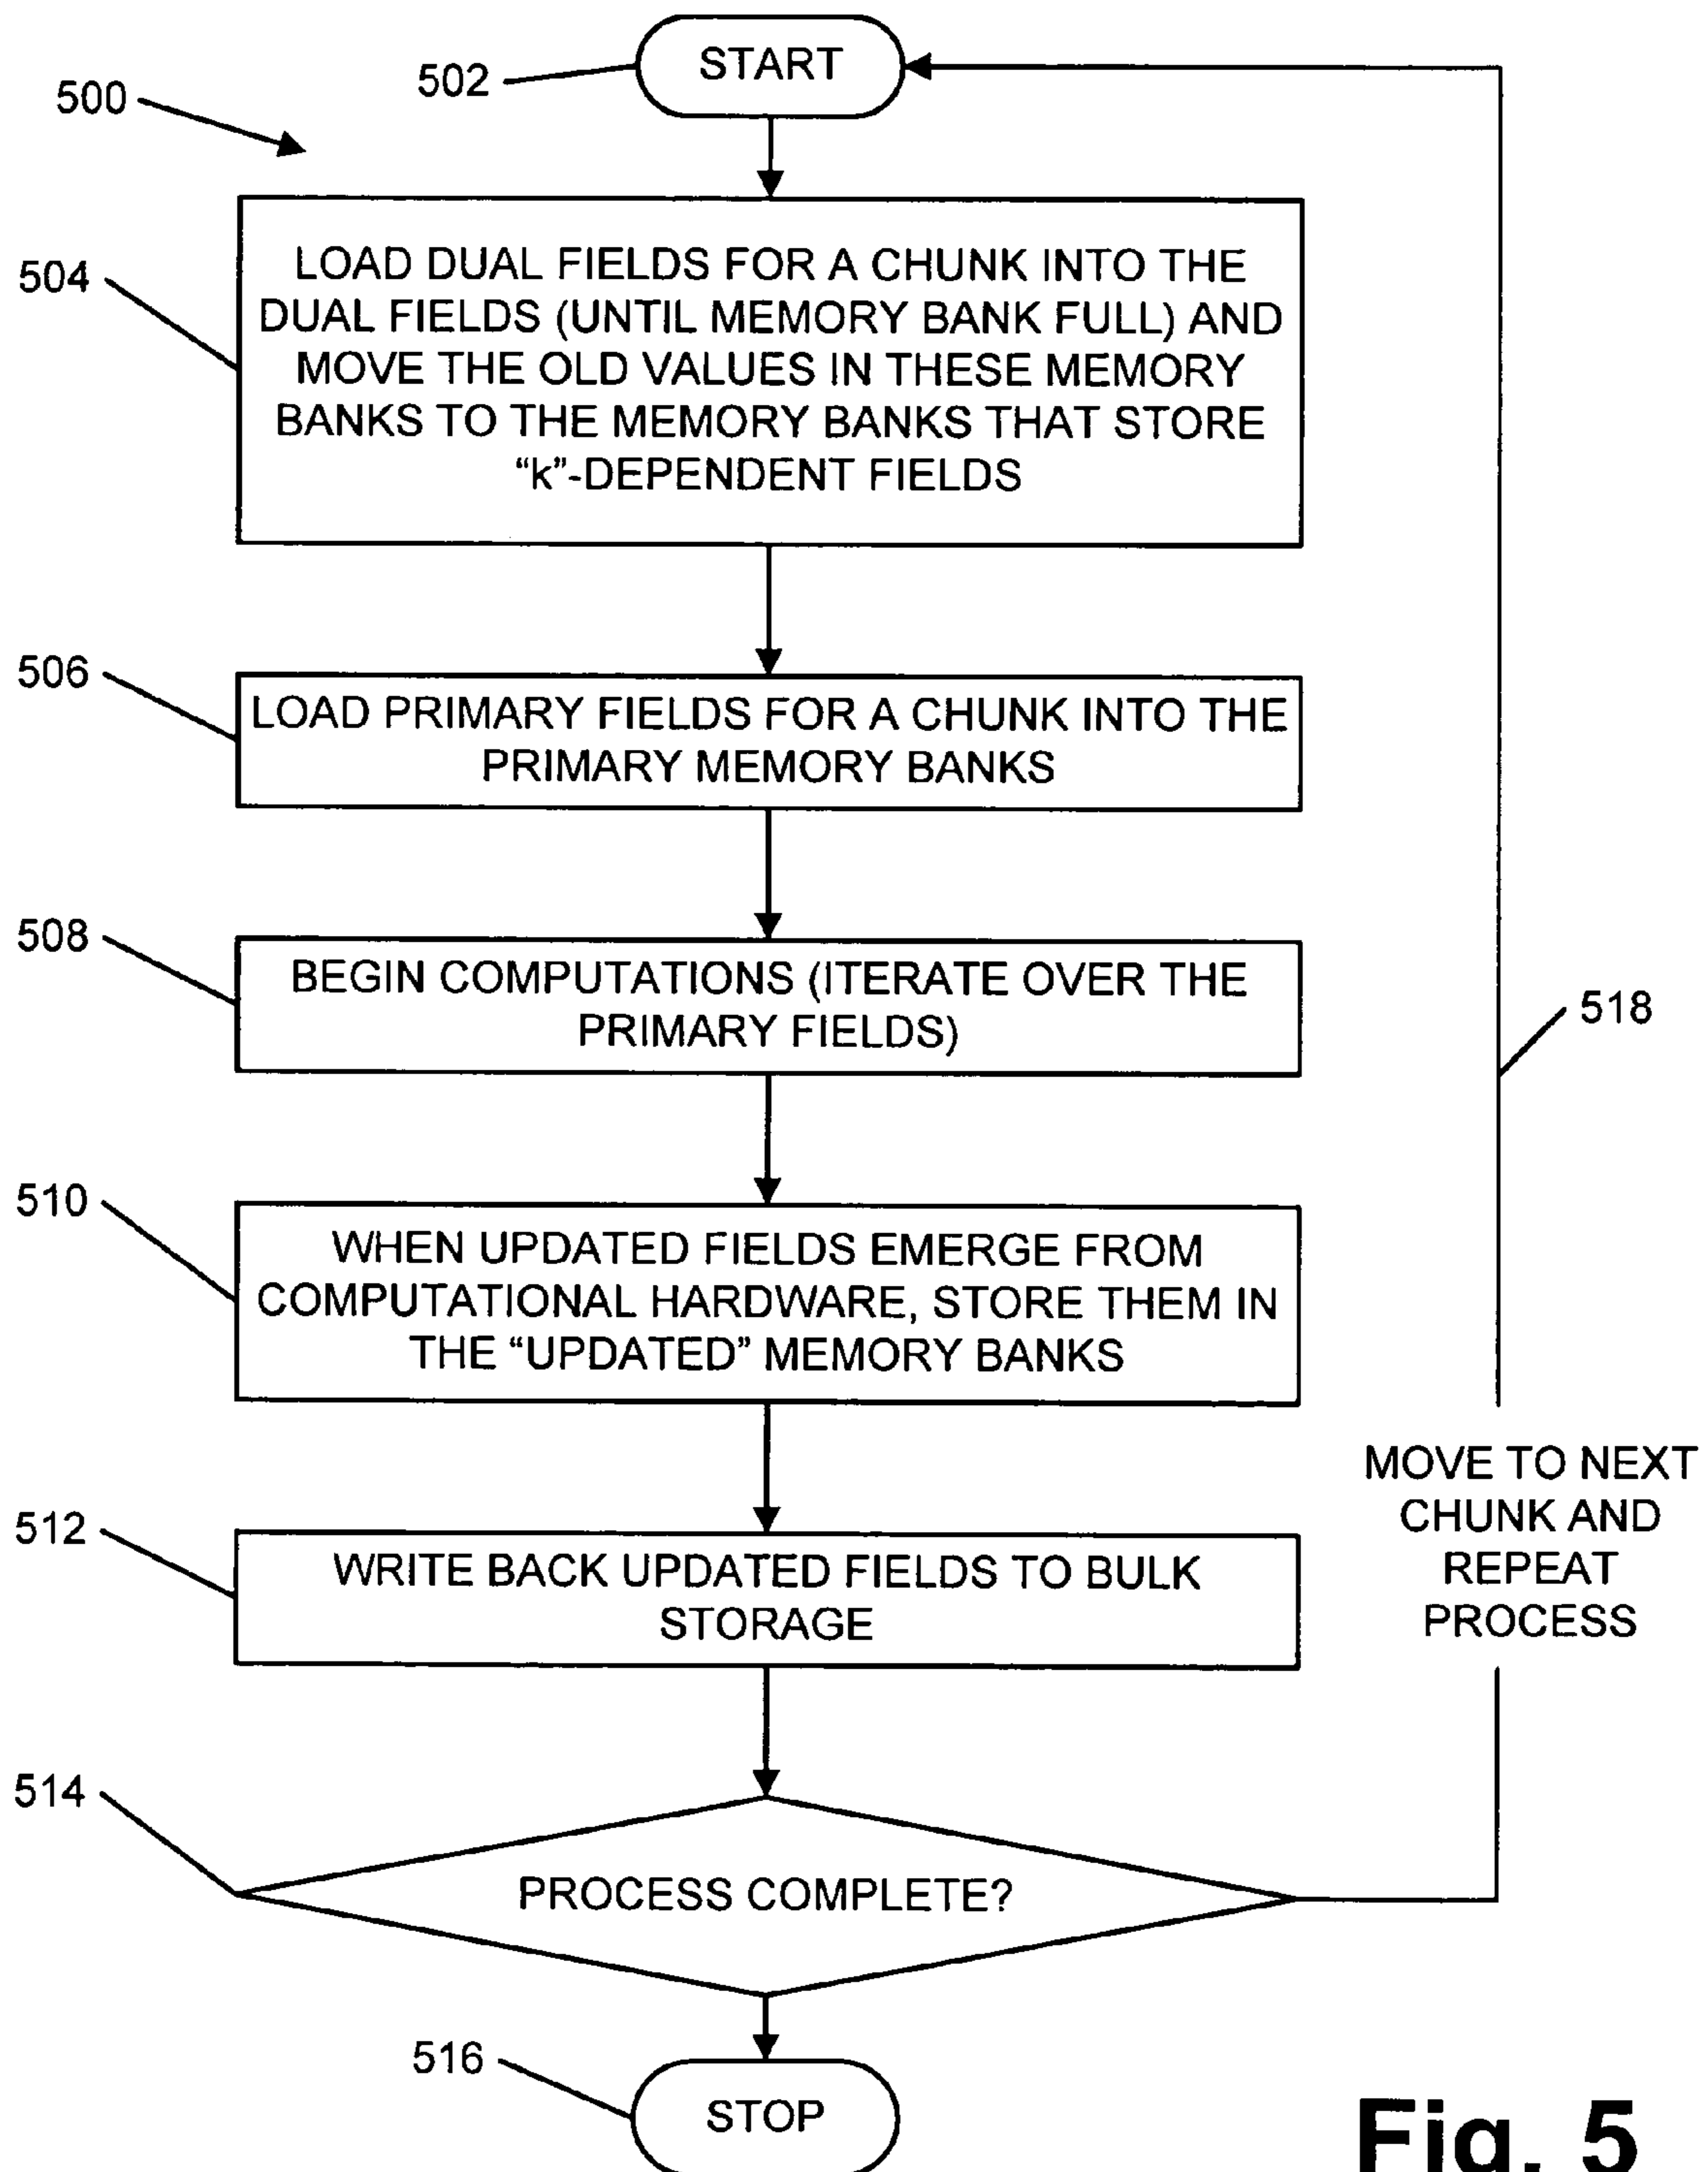 START
502
500
504
LOAD DUAL FIELDS FOR A CHUNK INTO THE
DUAL FIELDS (UNTIL MEMORY BANK FULL) AND
MOVE THE OLD VALUES IN THESE MEMORY
BANKS TO THE MEMORY BANKS THAT STORE
“k”-DEPENDENT FIELDS
506
LOAD PRIMARY FIELDS FOR A CHUNK INTO THE
PRIMARY MEMORY BANKS
508
BEGIN COMPUTATIONS (ITERATE OVER THE
PRIMARY FIELDS)
518
510
WHEN UPDATED FIELDS EMERGE FROM
COMPUTATIONAL HARDWARE, STORE THEM IN
THE “UPDATED” MEMORY BANKS
MOVE TO NEXT
CHUNK AND
REPEAT
PROCESS
512
WRITE BACK UPDATED FIELDS TO BULK
STORAGE
514
PROCESS COMPLETE?
516
STOP
Fig. 5